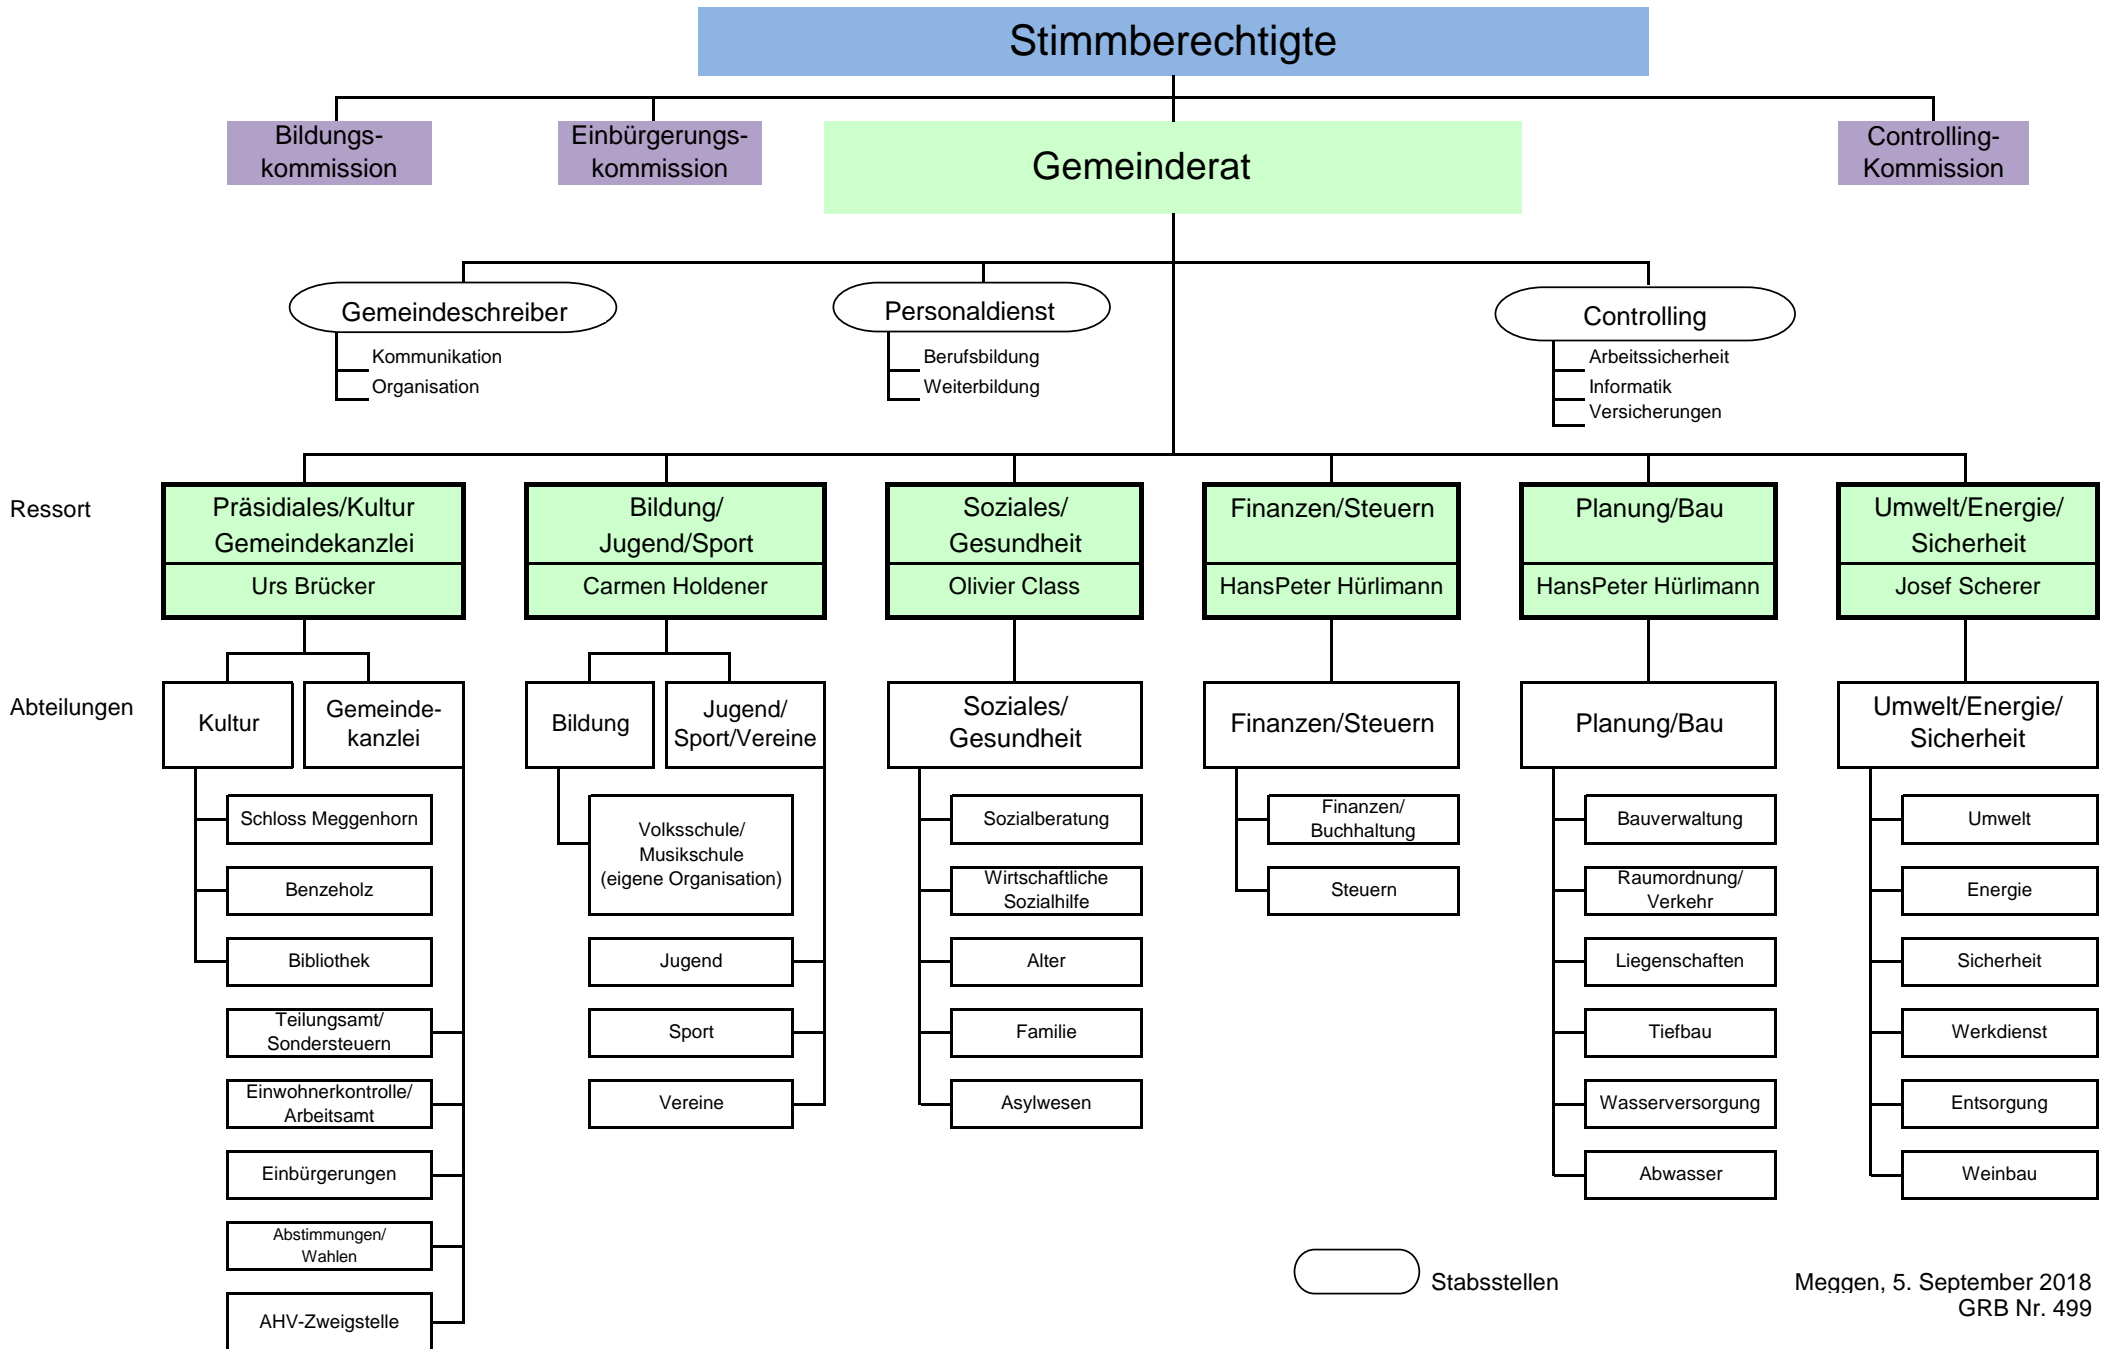 Stimmberechtigte
Bildungs-
kommission
Einbürgerungs-
kommission
Gemeinderat
Controlling-
Kommission
Gemeindeschreiber
Kommunikation
Organisation
Personaldienst
Berufsbildung
Weiterbildung
Controlling
Arbeitssicherheit
Informatik
Versicherungen
Ressort
Präsidiales/Kultur
Gemeindekanzlei
Urs Brücker
Bildung/
Jugend/Sport
Carmen Holdener
Soziales/
Gesundheit
Olivier Class
Finanzen/Steuern
HansPeter Hürlimann
Planung/Bau
HansPeter Hürlimann
Umwelt/Energie/
Sicherheit
Josef Scherer
Abteilungen
Kultur
Gemeinde-
kanzlei
Bildung
Jugend/
Sport/Vereine
Soziales/
Gesundheit
Finanzen/Steuern
Planung/Bau
Umwelt/Energie/
Sicherheit
Schloss Meggenhorn
Benzeholz
Bibliothek
Teilungsamt/
Sondersteuern
Einwohnerkontrolle/
Arbeitsamt
Einbürgerungen
Abstimmungen/
Wahlen
AHV-Zweigstelle
Volksschule/
Musikschule
(eigene Organisation)
Jugend
Sport
Vereine
Sozialberatung
Wirtschaftliche
Sozialhilfe
Alter
Familie
Asylwesen
Finanzen/
Buchhaltung
Steuern
Bauverwaltung
Raumordnung/
Verkehr
Liegenschaften
Tiefbau
Wasserversorgung
Abwasser
Umwelt
Energie
Sicherheit
Werkdienst
Entsorgung
Weinbau
Stabsstellen
Meggen, 5. September 2018
GRB Nr. 499